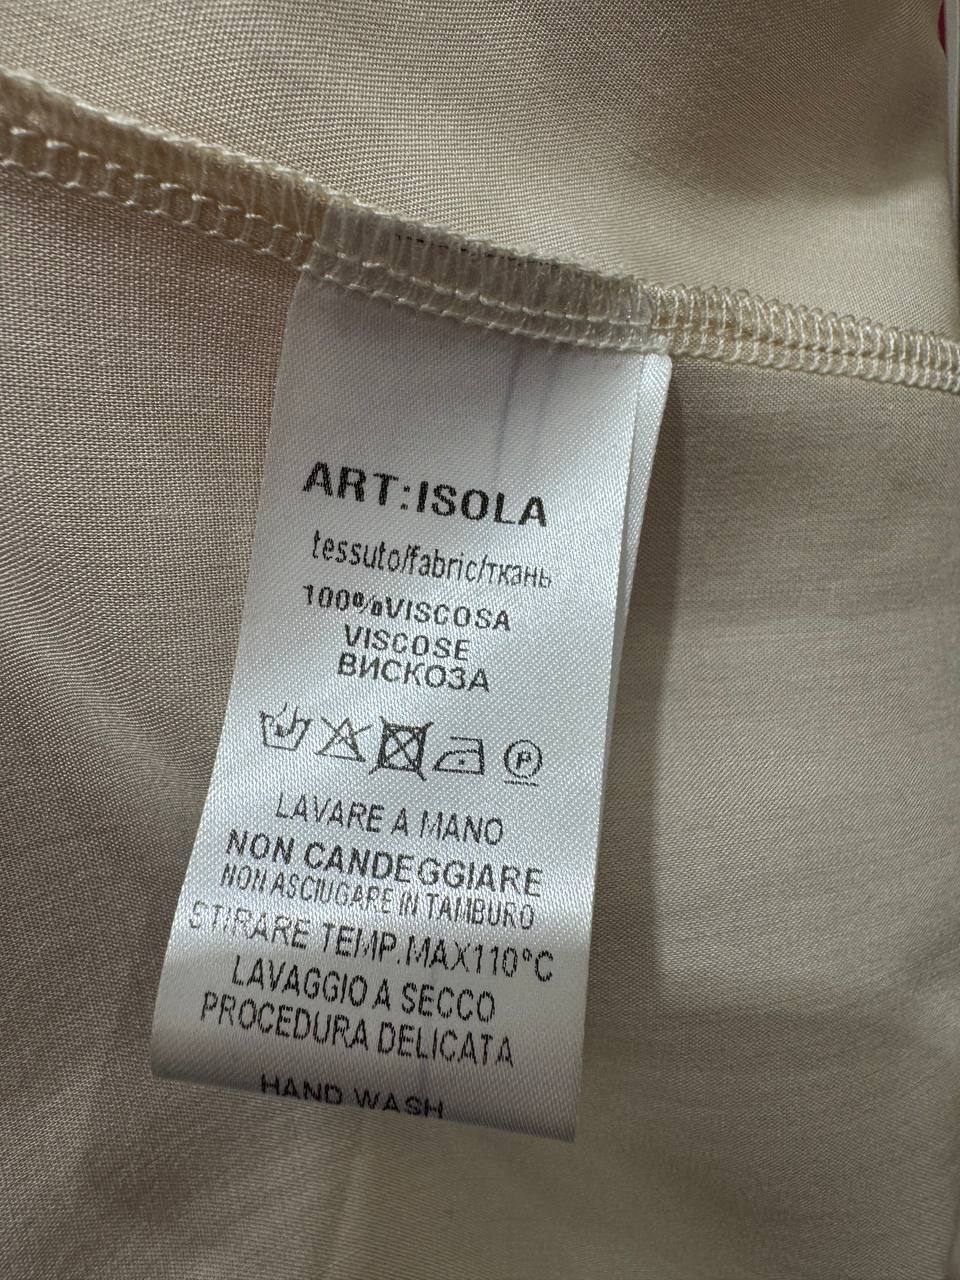 ART:ISOLA
tessuto/fabric/ткань
100%VISCOSA
VISCOSE
ВИСКОЗА
P
LAVARE A MANO
NON CANDEGGIARE
NON ASCIUGARE IN TAMBURO
STIRARE TEMP.MAX110°C
LAVAGGIO A SECCO
PROCEDURA DELICATA
HAND WASH